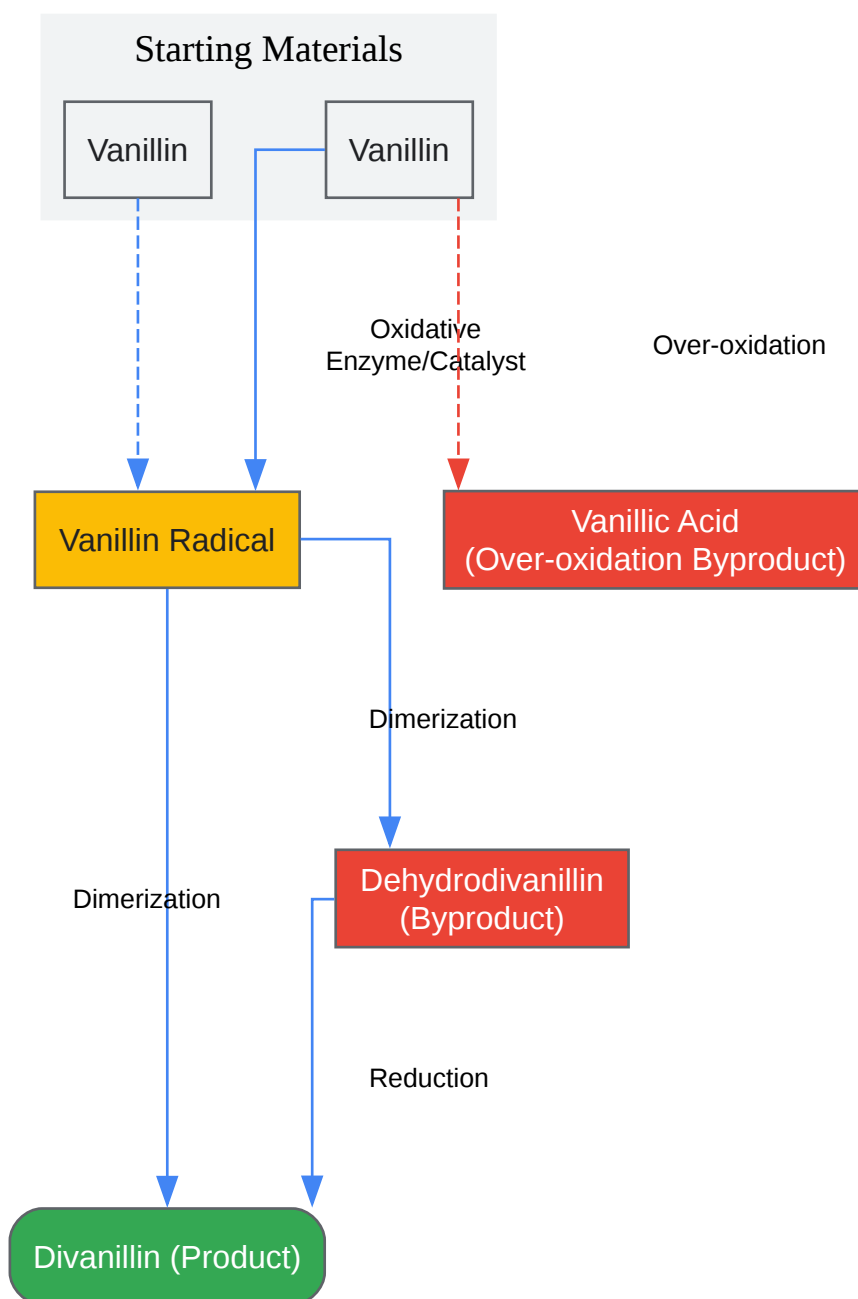 Starting Materials
Vanillin
Vanillin
Oxidative
Enzyme/Catalyst
Over-oxidation
Vanillin Radical
Vanillic Acid
(Over-oxidation Byproduct)
Dimerization
Dimerization
Dehydrodivanillin
(Byproduct)
Reduction
Divanillin (Product)